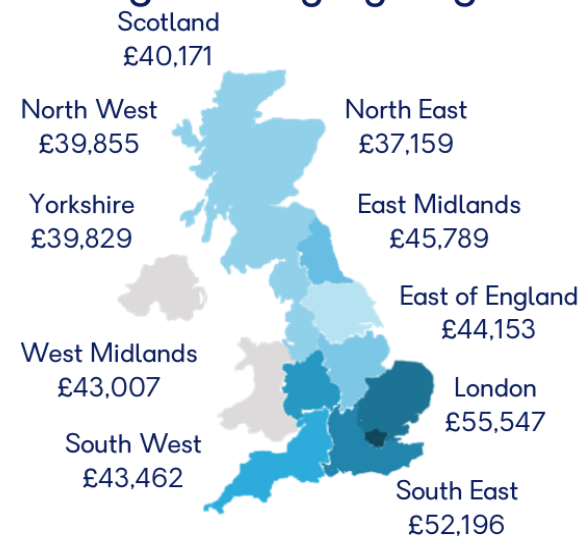 Scotland
£40,171
North West
£39,855
North East
£37,159
Yorkshire
£39,829
East Midlands
£45,789
East of England
£44,153
West Midlands
£43,007
London
£55,547
South West
£43,462
South East
£52,196